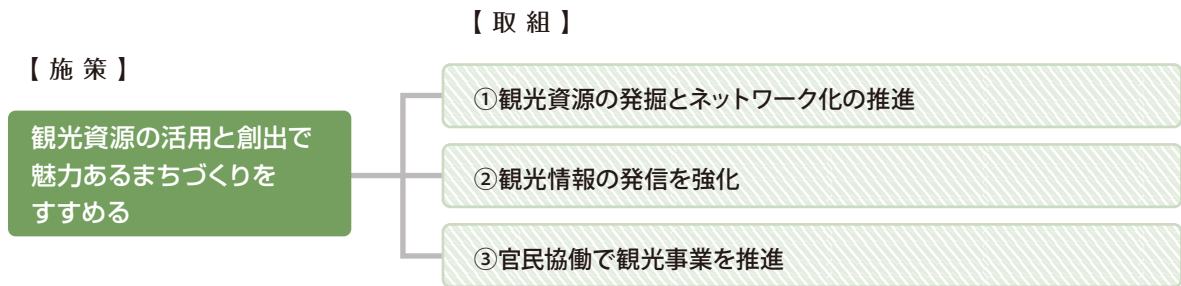 【 取 組 】
【 施 策 】
観光資源の活用と創出で
魅力あるまちづくりを
すすめる
①観光資源の発掘とネットワーク化の推進
②観光情報の発信を強化
③官民協働で観光事業を推進